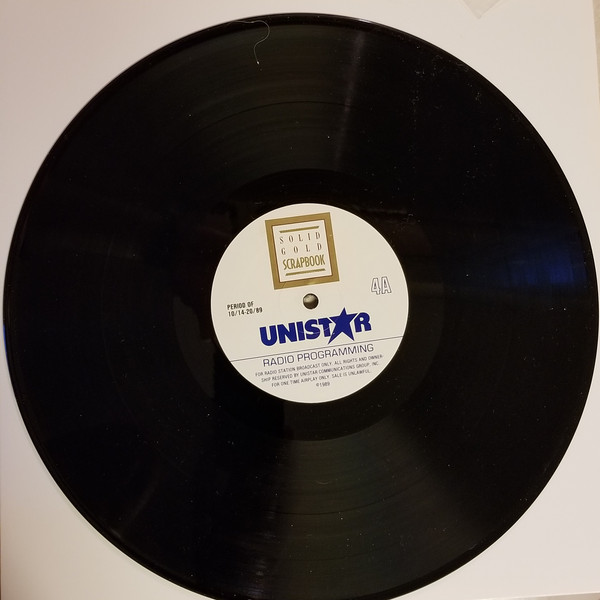 SOLID
GOLD
SCRAPBOOK
4A
PERIOD OF
10/14-20/89
UNISTAR
RADIO PROGRAMMING
FOR RADIO STATION BROADCAST ONLY. ALL RIGHTS AND OWNER-
SHIP RESERVED BY UNISTAR COMMUNICATIONS GROUP, INC.
FOR ONE TIME AIRPLAY ONLY. SALE IS UNLAWFUL.
℗1989